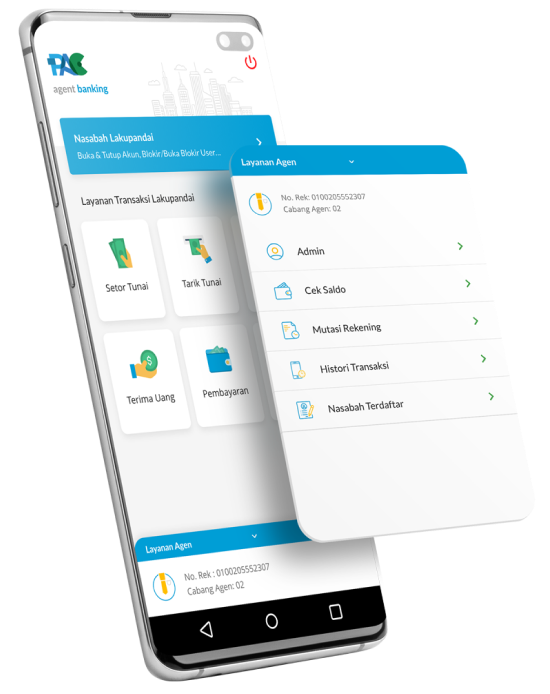 PAC
agent banking
Nasabah Lakupandai
Buka & Tutup Akun, Blokir/Buka Blokir User...
Layanan Transaksi Lakupandai
Setor Tunai
Tarik Tunai
Terima Uang
Pembayaran
Layanan Agen
No. Rek : 0100205552307
Cabang Agen: 02
Layanan Agen
No. Rek: 0100205552307
Cabang Agen: 02
Admin
Cek Saldo
Mutasi Rekening
Histori Transaksi
Nasabah Terdaftar